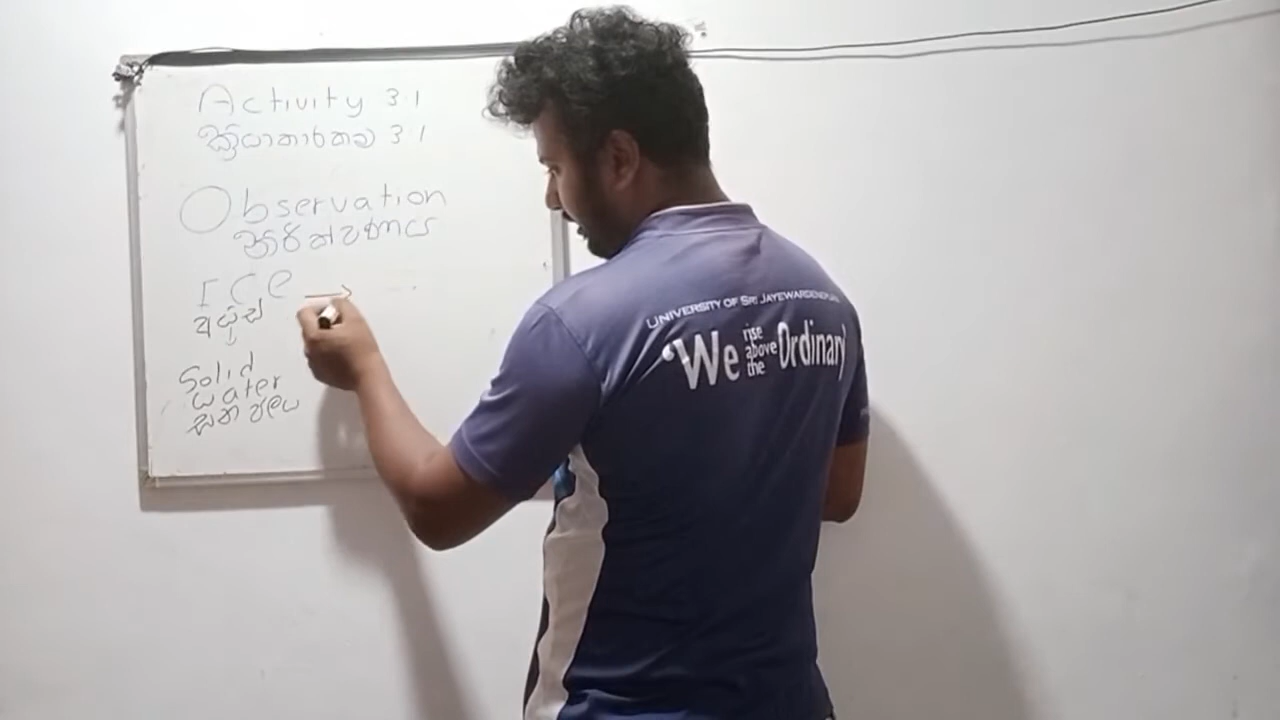 Activity 3.1
ක්‍රියාකාරකම 3.1
Observation
නිරීක්ෂණය
Ice →
අයිස්
Solid
water
ඝන ජලය
UNIVERSITY OF SRI JAYEWARDENEPURA
"We rise above the Ordinary